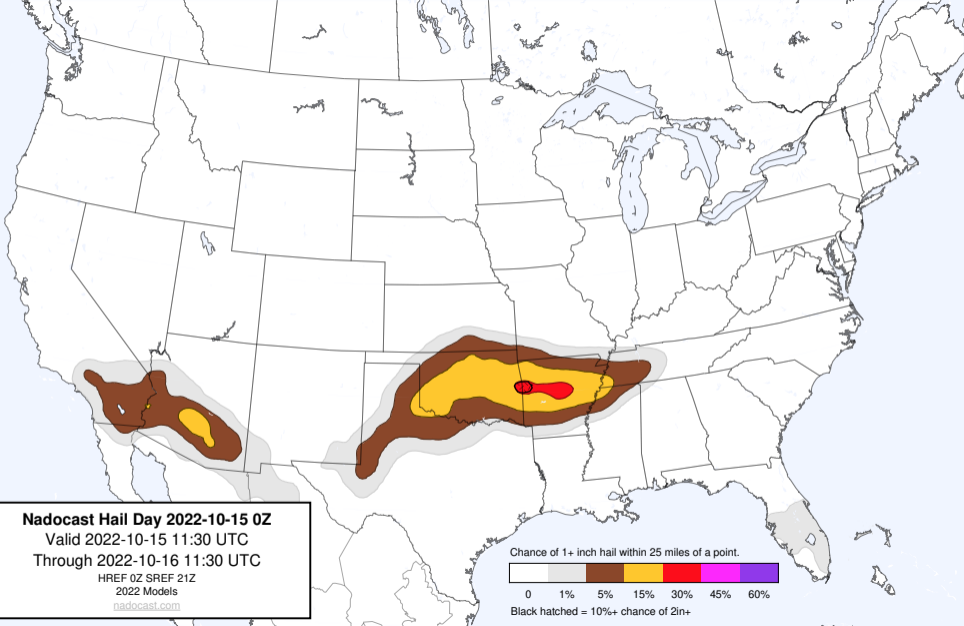 Nadocast Hail Day 2022-10-15 0Z
Valid 2022-10-15 11:30 UTC
Through 2022-10-16 11:30 UTC
HREF 0Z SREF 21Z
2022 Models
nadocast.com
Chance of 1+ inch hail within 25 miles of a point.
0 1% 5% 15% 30% 45% 60%
Black hatched = 10%+ chance of 2in+